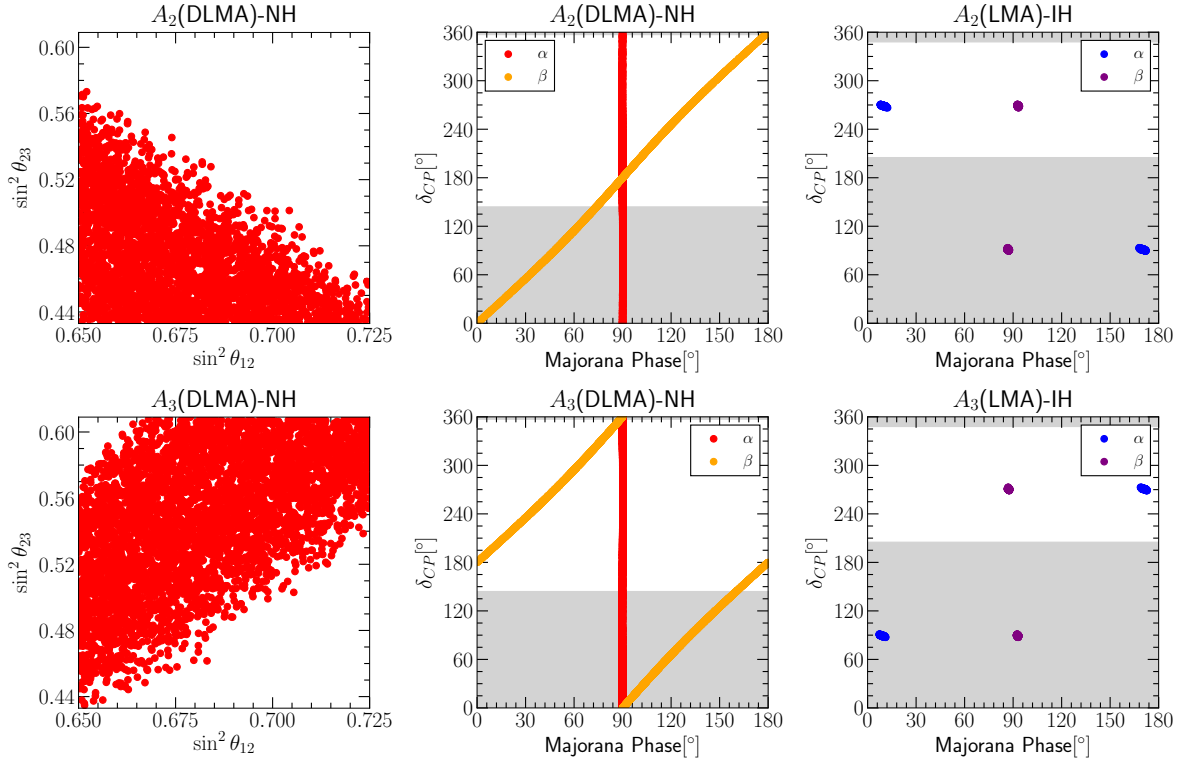 A₂(DLMA)-NH
0.60
0.56
0.52
0.48
0.44
sin² θ₂₃
0.650 0.675 0.700 0.725
sin² θ₁₂
A₂(DLMA)-NH
α
β
360
300
240
180
120
60
0
δ_CP[°]
0 30 60 90 120 150 180
Majorana Phase[°]
A₂(LMA)-IH
α
β
360
300
240
180
120
60
0
δ_CP[°]
0 30 60 90 120 150 180
Majorana Phase[°]
A₃(DLMA)-NH
0.60
0.56
0.52
0.48
0.44
sin² θ₂₃
0.650 0.675 0.700 0.725
sin² θ₁₂
A₃(DLMA)-NH
α
β
360
300
240
180
120
60
0
δ_CP[°]
0 30 60 90 120 150 180
Majorana Phase[°]
A₃(LMA)-IH
α
β
360
300
240
180
120
60
0
δ_CP[°]
0 30 60 90 120 150 180
Majorana Phase[°]